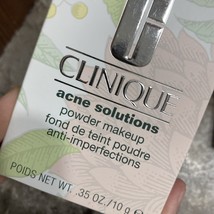 CLINIQUE
acne solutions
powder makeup
fond de teint poudre
anti-imperfections
POIDS NET WT. .35 OZ./10 g ℮